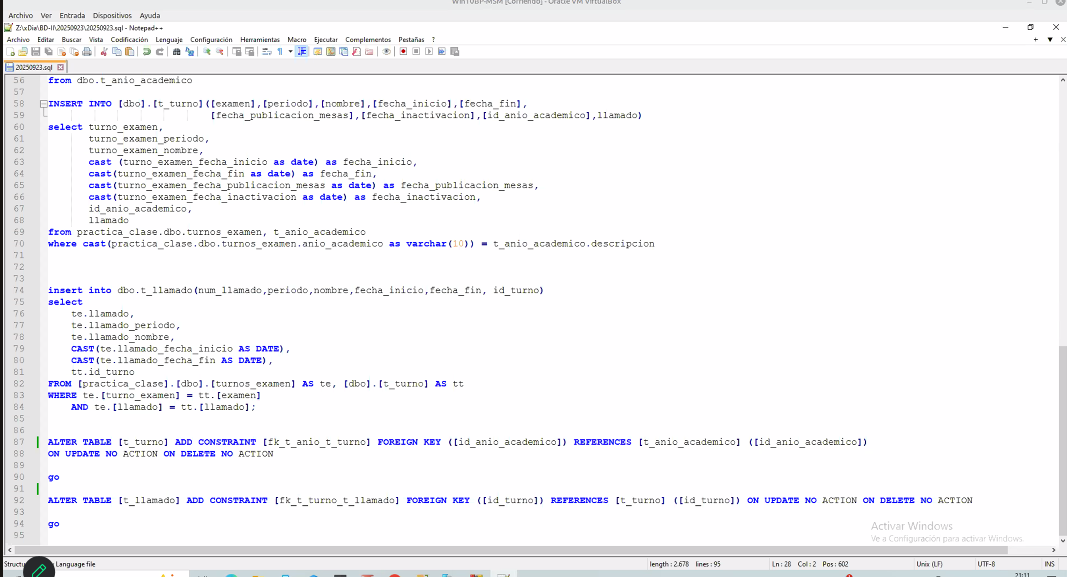 Win10BP-MSM [Corriendo] - Oracle VM VirtualBox
Archivo Ver Entrada Dispositivos Ayuda
Z:\xDia\BD-II\20250923\20250923.sql - Notepad++
Archivo Editar Buscar Vista Codificación Lenguaje Configuración Herramientas Macro Ejecutar Complementos Pestañas ?
20250923.sql
56 from dbo.t_anio_academico
57
58 INSERT INTO [dbo].[t_turno]([examen],[periodo],[nombre],[fecha_inicio],[fecha_fin],
59 [fecha_publicacion_mesas],[fecha_inactivacion],[id_anio_academico],llamado)
60 select turno_examen,
61 turno_examen_periodo,
62 turno_examen_nombre,
63 cast (turno_examen_fecha_inicio as date) as fecha_inicio,
64 cast(turno_examen_fecha_fin as date) as fecha_fin,
65 cast(turno_examen_fecha_publicacion_mesas as date) as fecha_publicacion_mesas,
66 cast(turno_examen_fecha_inactivacion as date) as fecha_inactivacion,
67 id_anio_academico,
68 llamado
69 from practica_clase.dbo.turnos_examen, t_anio_academico
70 where cast(practica_clase.dbo.turnos_examen.anio_academico as varchar(10)) = t_anio_academico.descripcion
71
72
73
74 insert into dbo.t_llamado(num_llamado,periodo,nombre,fecha_inicio,fecha_fin, id_turno)
75 select
76 te.llamado,
77 te.llamado_periodo,
78 te.llamado_nombre,
79 CAST(te.llamado_fecha_inicio AS DATE),
80 CAST(te.llamado_fecha_fin AS DATE),
81 tt.id_turno
82 FROM [practica_clase].[dbo].[turnos_examen] AS te, [dbo].[t_turno] AS tt
83 WHERE te.[turno_examen] = tt.[examen]
84 AND te.[llamado] = tt.[llamado];
85
86
87 ALTER TABLE [t_turno] ADD CONSTRAINT [fk_t_anio_t_turno] FOREIGN KEY ([id_anio_academico]) REFERENCES [t_anio_academico] ([id_anio_academico])
88 ON UPDATE NO ACTION ON DELETE NO ACTION
89
90 go
91
92 ALTER TABLE [t_llamado] ADD CONSTRAINT [fk_t_turno_t_llamado] FOREIGN KEY ([id_turno]) REFERENCES [t_turno] ([id_turno]) ON UPDATE NO ACTION ON DELETE NO ACTION
93
94 go
95
Activar Windows
Ve a Configuración para activar Windows.
Language file length : 2.678 lines : 95 Ln : 28 Col : 2 Pos : 602 Unix (LF) UTF-8 INS